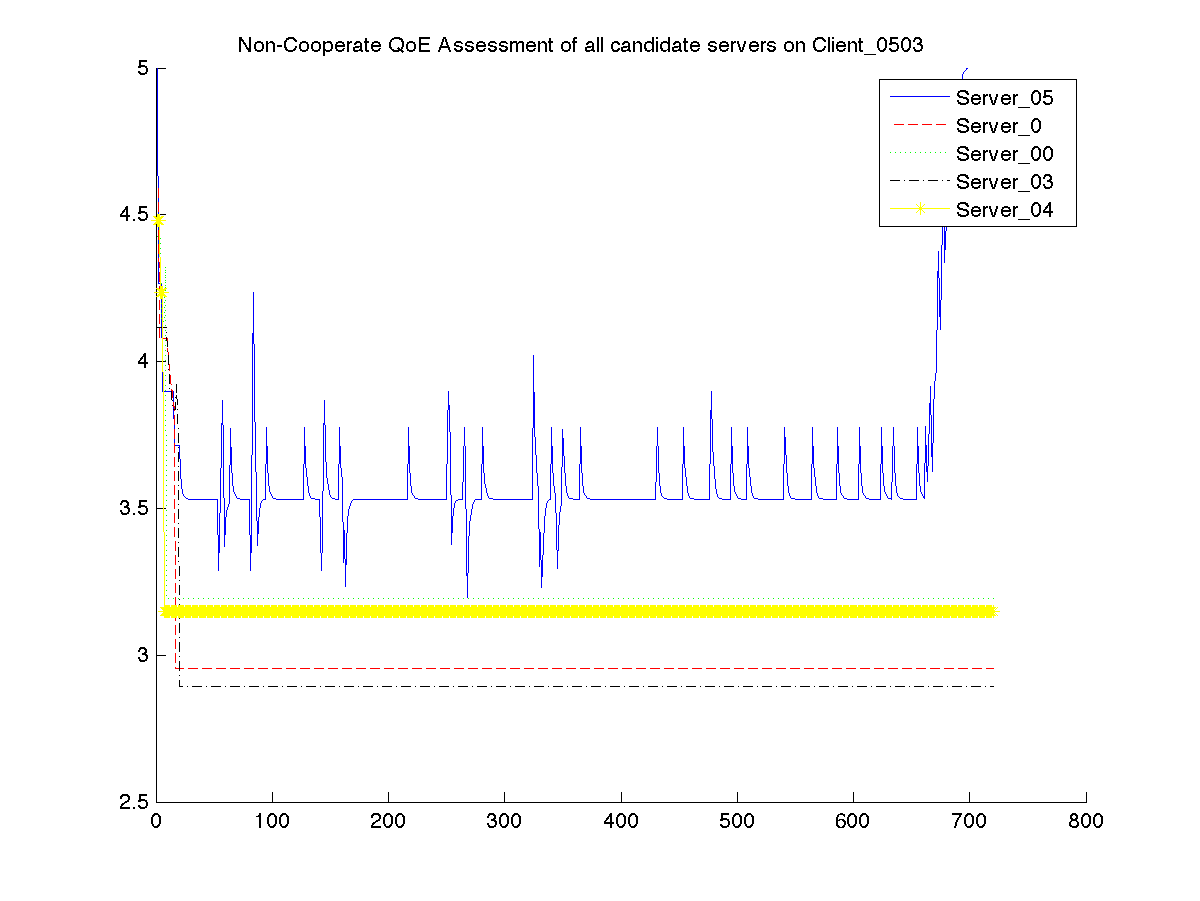 Non-Cooperate QoE Assessment of all candidate servers on Client_0503
5
4.5
4
3.5
3
2.5
0 100 200 300 400 500 600 700 800
Server_05
Server_0
Server_00
Server_03
Server_04